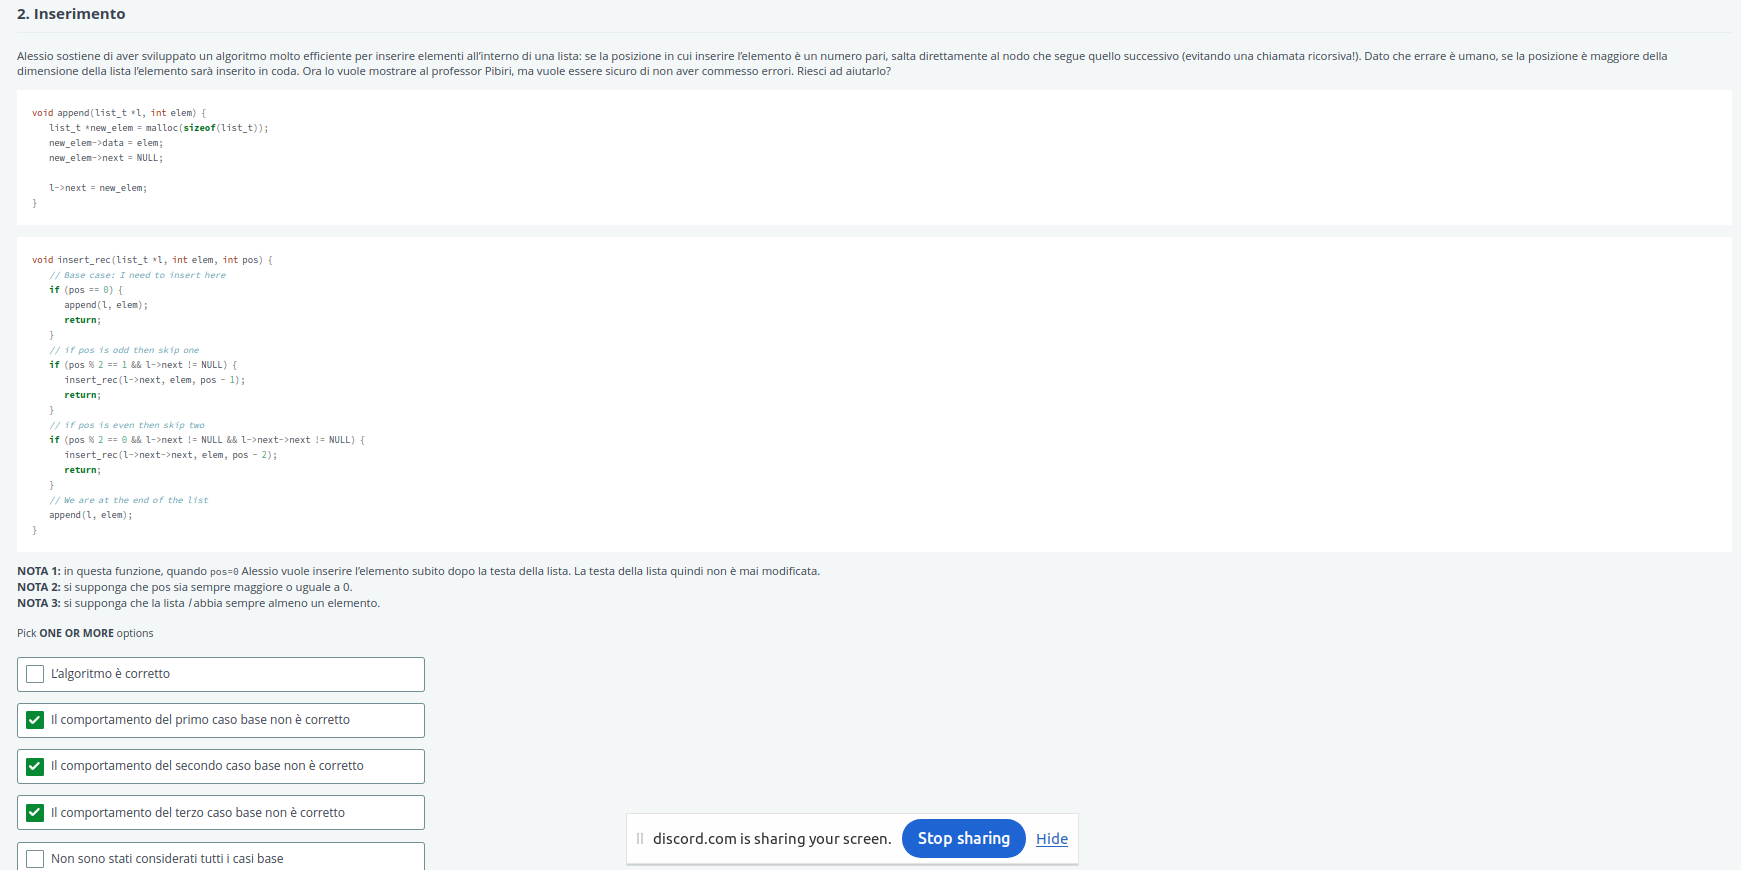 2. Inserimento
Alessio sostiene di aver sviluppato un algoritmo molto efficiente per inserire elementi all'interno di una lista: se la posizione in cui inserire l'elemento è un numero pari, salta direttamente al nodo che segue quello successivo (evitando una chiamata ricorsiva!). Dato che errare è umano, se la posizione è maggiore della
dimensione della lista l'elemento sarà inserito in coda. Ora lo vuole mostrare al professor Pibiri, ma vuole essere sicuro di non aver commesso errori. Riesci ad aiutarlo?
void append(list_t *l, int elem) {
list_t *new_elem = malloc(sizeof(list_t));
new_elem->data = elem;
new_elem->next = NULL;
l->next = new_elem;
}
void insert_rec(list_t *l, int elem, int pos) {
// Base case: I need to insert here
if (pos == 0) {
append(l, elem);
return;
}
// if pos is odd then skip one
if (pos % 2 == 1 && l->next != NULL) {
insert_rec(l->next, elem, pos - 1);
return;
}
// if pos is even then skip two
if (pos % 2 == 0 && l->next != NULL && l->next->next != NULL) {
insert_rec(l->next->next, elem, pos - 2);
return;
}
// We are at the end of the list
append(l, elem);
}
NOTA 1: in questa funzione, quando pos=0 Alessio vuole inserire l'elemento subito dopo la testa della lista. La testa della lista quindi non è mai modificata.
NOTA 2: si supponga che pos sia sempre maggiore o uguale a 0.
NOTA 3: si supponga che la lista l abbia sempre almeno un elemento.
Pick ONE OR MORE options
L'algoritmo è corretto
Il comportamento del primo caso base non è corretto
Il comportamento del secondo caso base non è corretto
Il comportamento del terzo caso base non è corretto
Non sono stati considerati tutti i casi base
discord.com is sharing your screen. Stop sharing Hide